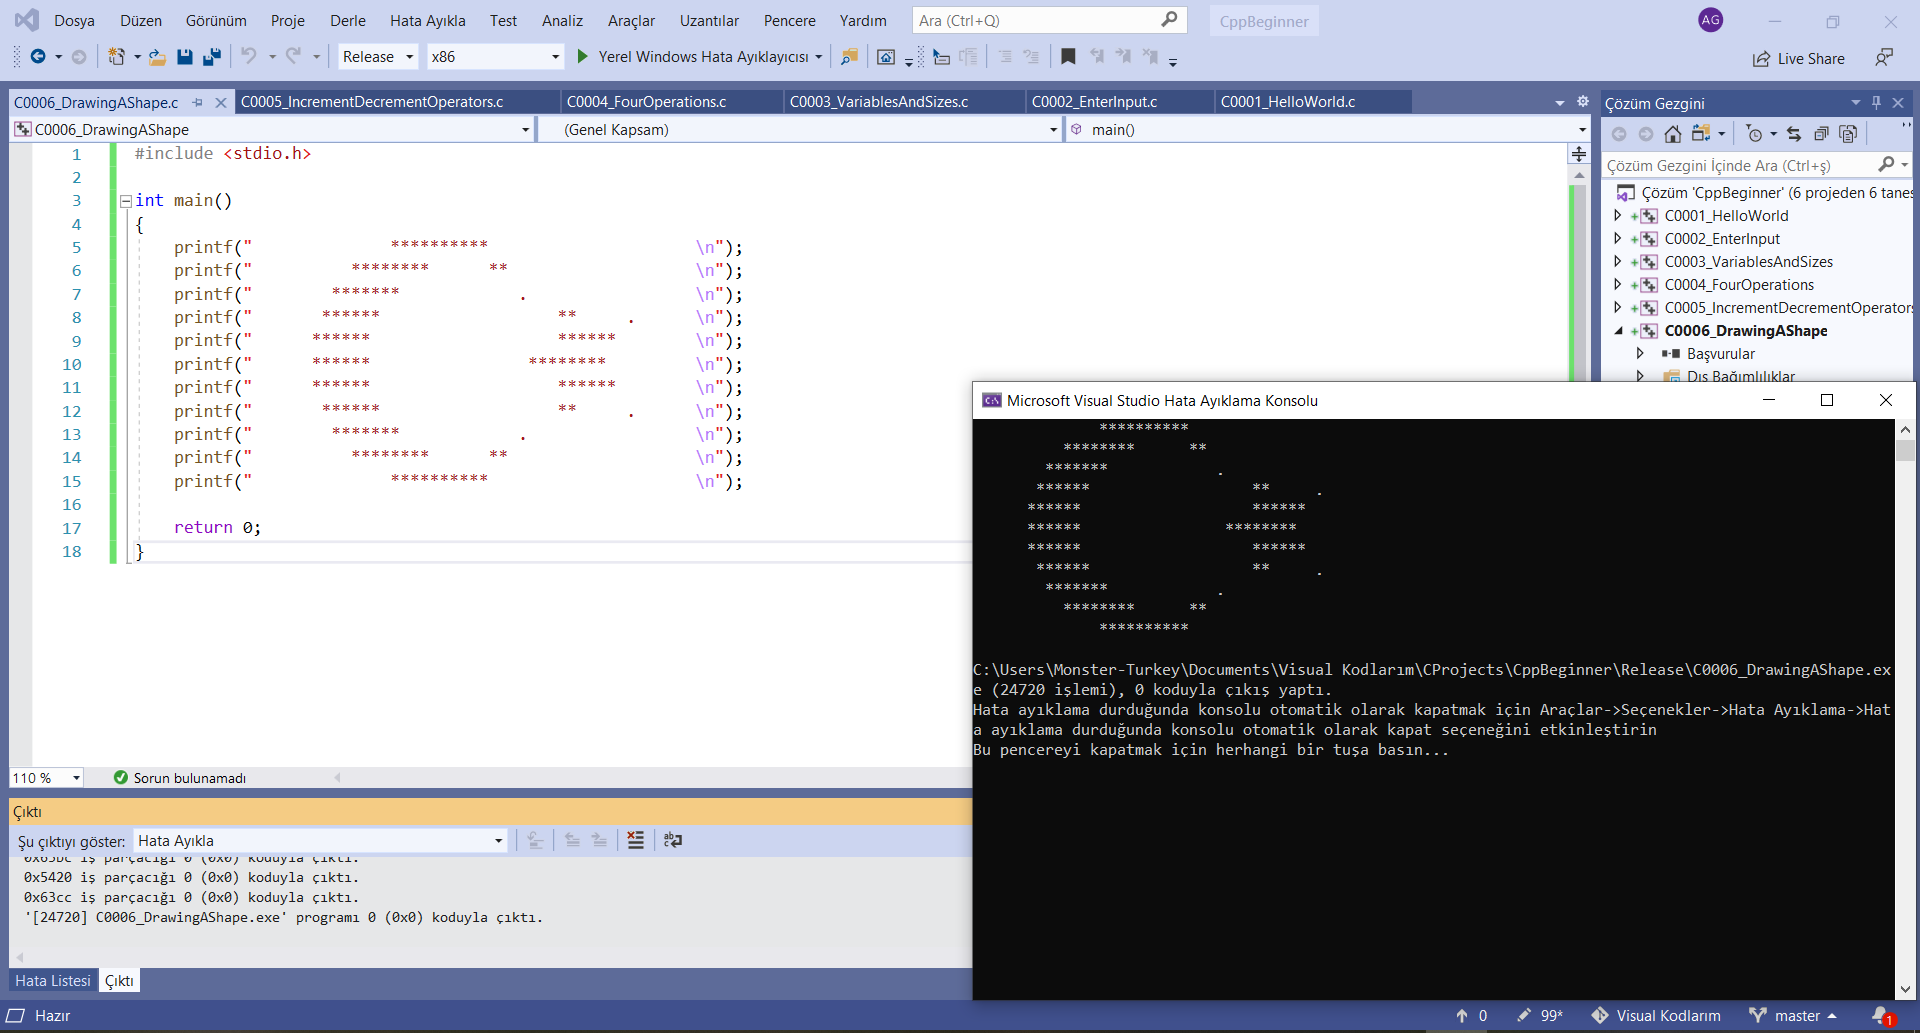 Dosya Düzen Görünüm Proje Derle Hata Ayıkla Test Analiz Araçlar Uzantılar Pencere Yardım Ara (Ctrl+Q) CppBeginner AG
Release x86 Yerel Windows Hata Ayıklayıcısı Live Share
C0006_DrawingAShape.c C0005_IncrementDecrementOperators.c C0004_FourOperations.c C0003_VariablesAndSizes.c C0002_EnterInput.c C0001_HelloWorld.c
C0006_DrawingAShape (Genel Kapsam) main()
1 #include <stdio.h>
2
3 int main()
4 {
5     printf("              **********                     \n");
6     printf("          ********      **                   \n");
7     printf("        *******            .                 \n");
8     printf("       ******                  **     .      \n");
9     printf("      ******                   ******        \n");
10     printf("      ******                ********         \n");
11     printf("      ******                   ******        \n");
12     printf("       ******                  **     .      \n");
13     printf("        *******            .                 \n");
14     printf("          ********      **                   \n");
15     printf("              **********                     \n");
16
17     return 0;
18 }
110 % Sorun bulunamadı
Çıktı
Şu çıktıyı göster: Hata Ayıkla
0x63bc iş parçacığı 0 (0x0) koduyla çıktı.
0x5420 iş parçacığı 0 (0x0) koduyla çıktı.
0x63cc iş parçacığı 0 (0x0) koduyla çıktı.
'[24720] C0006_DrawingAShape.exe' programı 0 (0x0) koduyla çıktı.
Hata Listesi Çıktı
Çözüm Gezgini
Çözüm Gezgini İçinde Ara (Ctrl+ş)
Çözüm 'CppBeginner' (6 projeden 6 tanes
C0001_HelloWorld
C0002_EnterInput
C0003_VariablesAndSizes
C0004_FourOperations
C0005_IncrementDecrementOperators
C0006_DrawingAShape
Başvurular
Dış Bağımlılıklar
Microsoft Visual Studio Hata Ayıklama Konsolu
              **********
          ********      **
        *******            .
       ******                  **     .
      ******                   ******
      ******                ********
      ******                   ******
       ******                  **     .
        *******            .
          ********      **
              **********
C:\Users\Monster-Turkey\Documents\Visual Kodlarım\CProjects\CppBeginner\Release\C0006_DrawingAShape.ex
e (24720 işlemi), 0 koduyla çıkış yaptı.
Hata ayıklama durduğunda konsolu otomatik olarak kapatmak için Araçlar->Seçenekler->Hata Ayıklama->Hat
a ayıklama durduğunda konsolu otomatik olarak kapat seçeneğini etkinleştirin
Bu pencereyi kapatmak için herhangi bir tuşa basın...
Hazır 0 99* Visual Kodlarım master 1